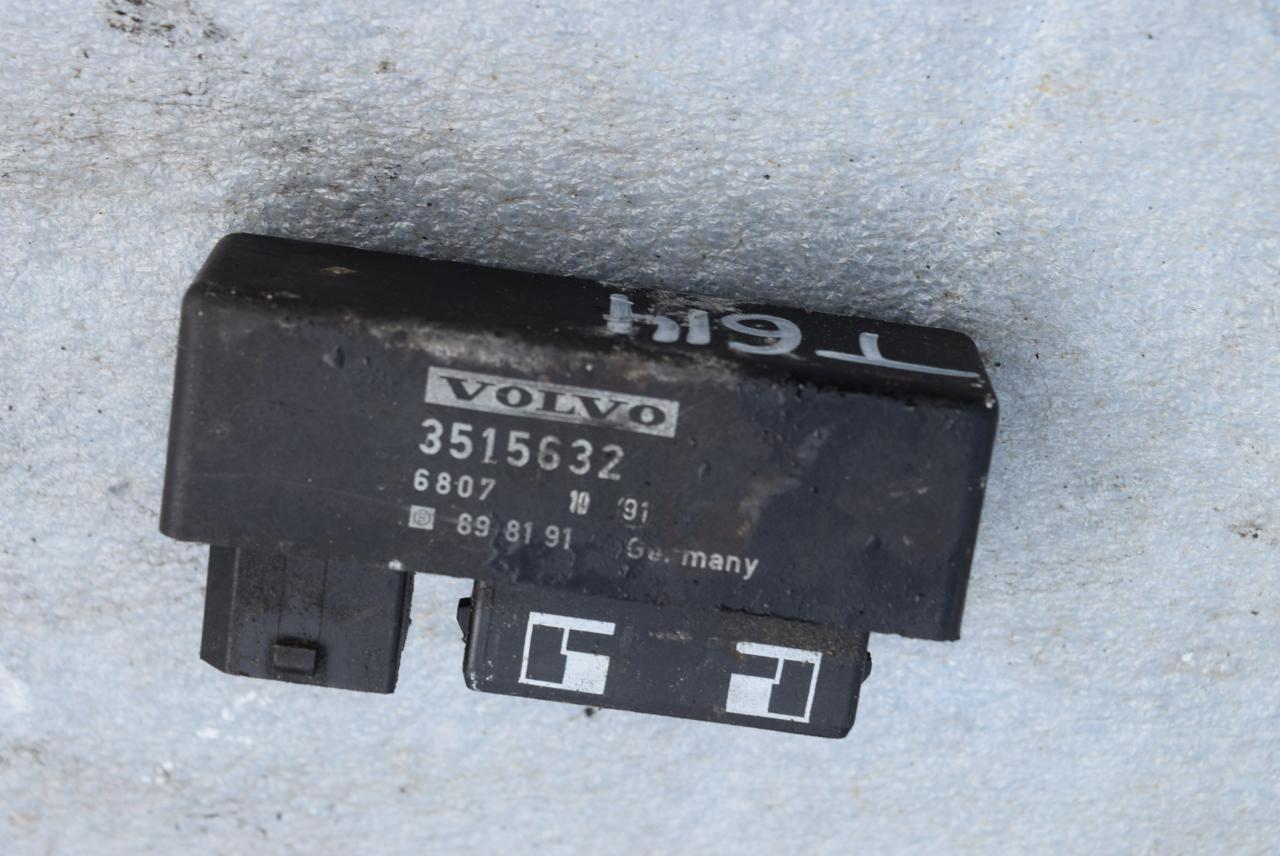 T614
VOLVO
3515632
6807 10 '91
89 81 91 Germany